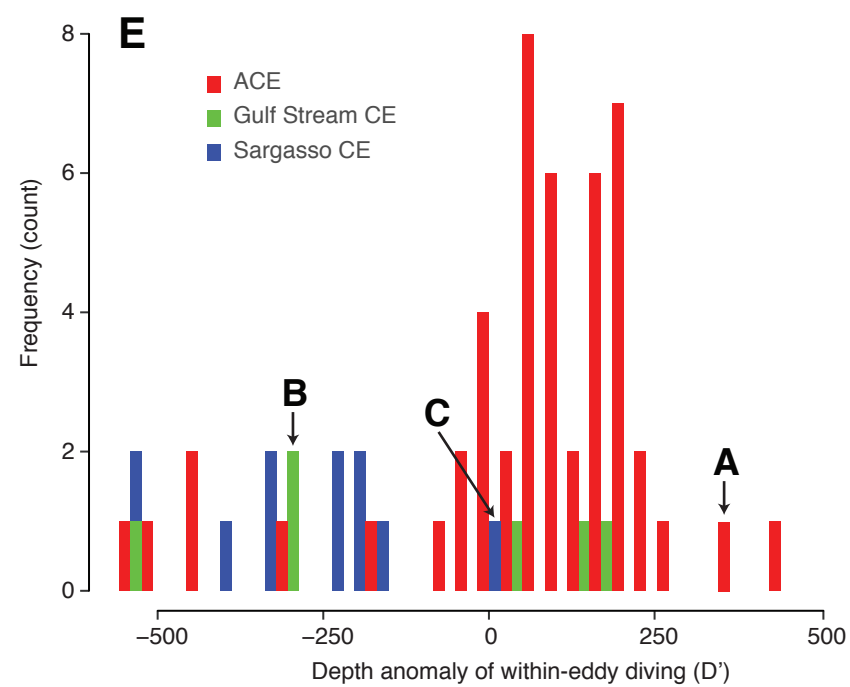 E
ACE
Gulf Stream CE
Sargasso CE
Frequency (count)
8
6
4
2
0
B
C
A
−500
−250
0
250
500
Depth anomaly of within-eddy diving (D’)